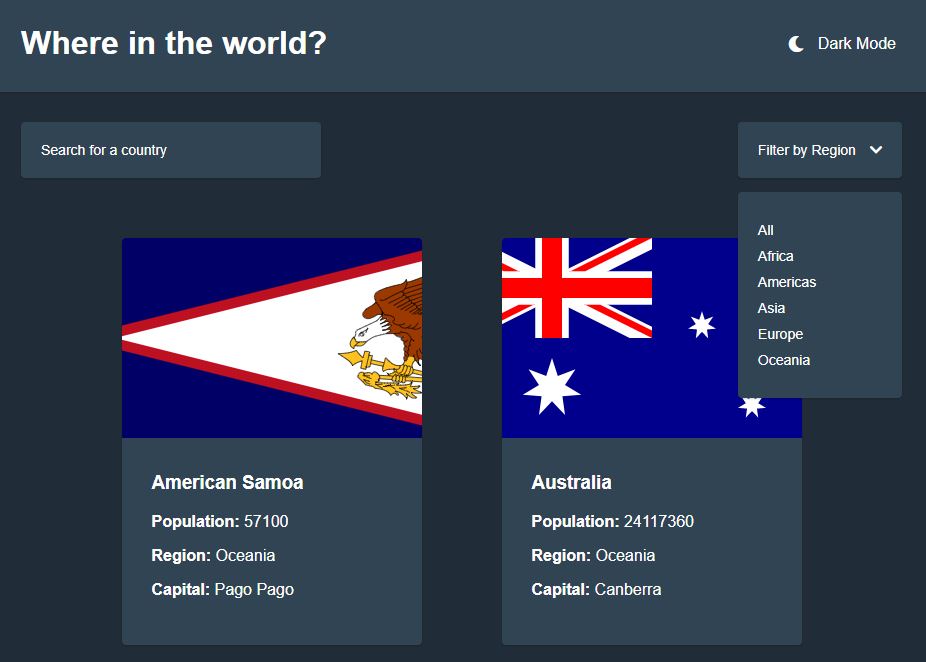 Where in the world?
Dark Mode
Search for a country
Filter by Region
All
Africa
Americas
Asia
Europe
Oceania
American Samoa
Population: 57100
Region: Oceania
Capital: Pago Pago
Australia
Population: 24117360
Region: Oceania
Capital: Canberra